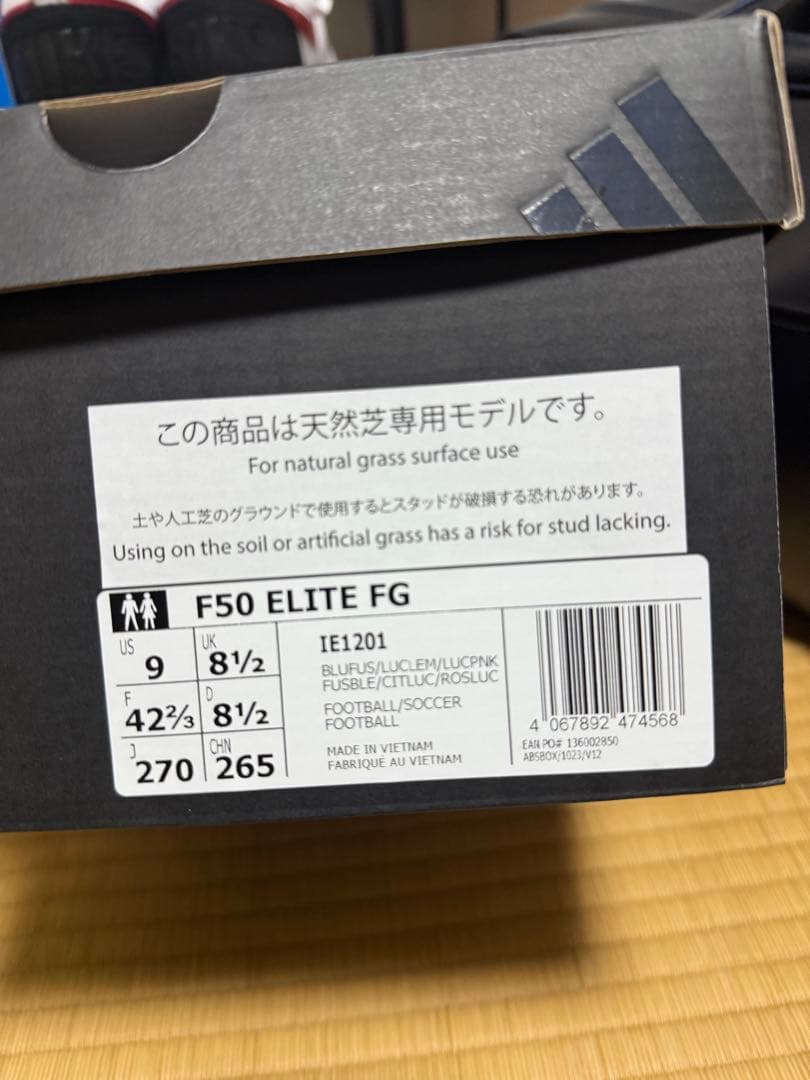 この商品は天然芝専用モデルです。
For natural grass surface use
土や人工芝のグラウンドで使用するとスタッドが破損する恐れがあります。
Using on the soil or artificial grass has a risk for stud lacking.
F50 ELITE FG
US 9
UK 8½
F 42⅔
D 8½
J 270
CHN 265
IE1201
BLUFUS/LUCLEM/LUCPNK
FUSBLE/CITLUC/ROSLUC
FOOTBALL/SOCCER
FOOTBALL
MADE IN VIETNAM
FABRIQUÉ AU VIETNAM
4 067892 474568
EAN PO# 136002850
ABSBOX/1023/V12